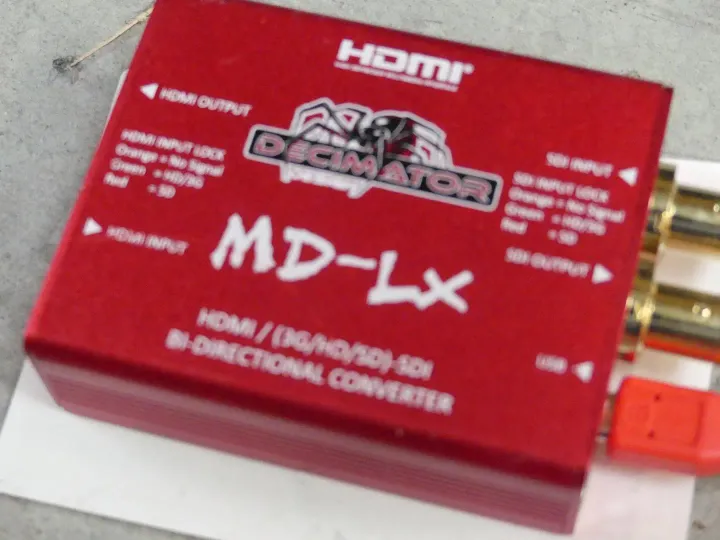 HDMI
HDMI OUTPUT
HDMI INPUT LOCK
Orange = No Signal
Green = HD/3G
Red = SD
HDMI INPUT
DECIMATOR
MD-LX
HDMI / (3G/HD/SD)-SDI
BI-DIRECTIONAL CONVERTER
SDI INPUT
SDI INPUT LOCK
Orange = No Signal
Green = HD/3G
Red = SD
SDI OUTPUT
USB